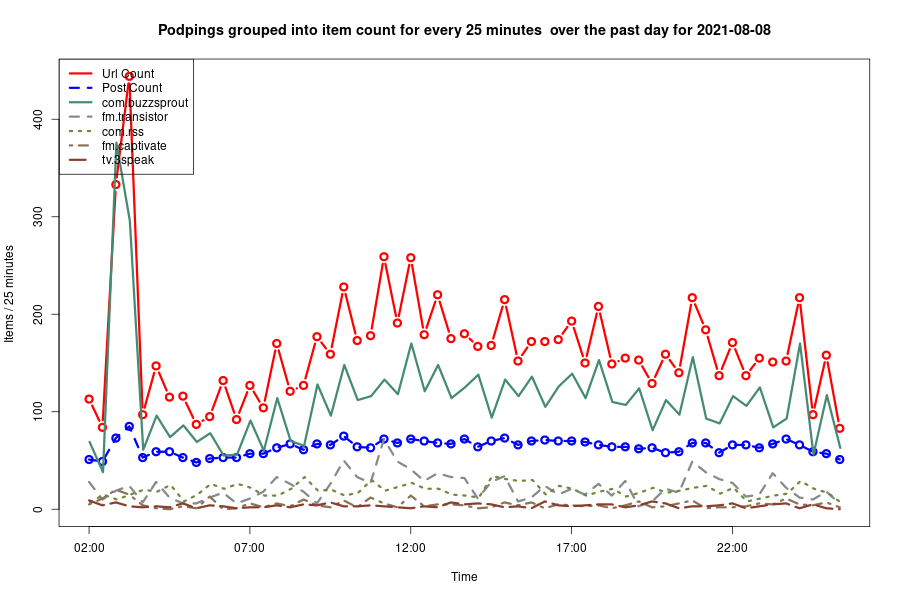 Podpings grouped into item count for every 25 minutes  over the past day for 2021-08-08
Url Count
Post Count
com.buzzsprout
fm.transistor
com.rss
fm.captivate
tv.3speak
Items / 25 minutes
400
300
200
100
0
02:00 07:00 12:00 17:00 22:00
Time